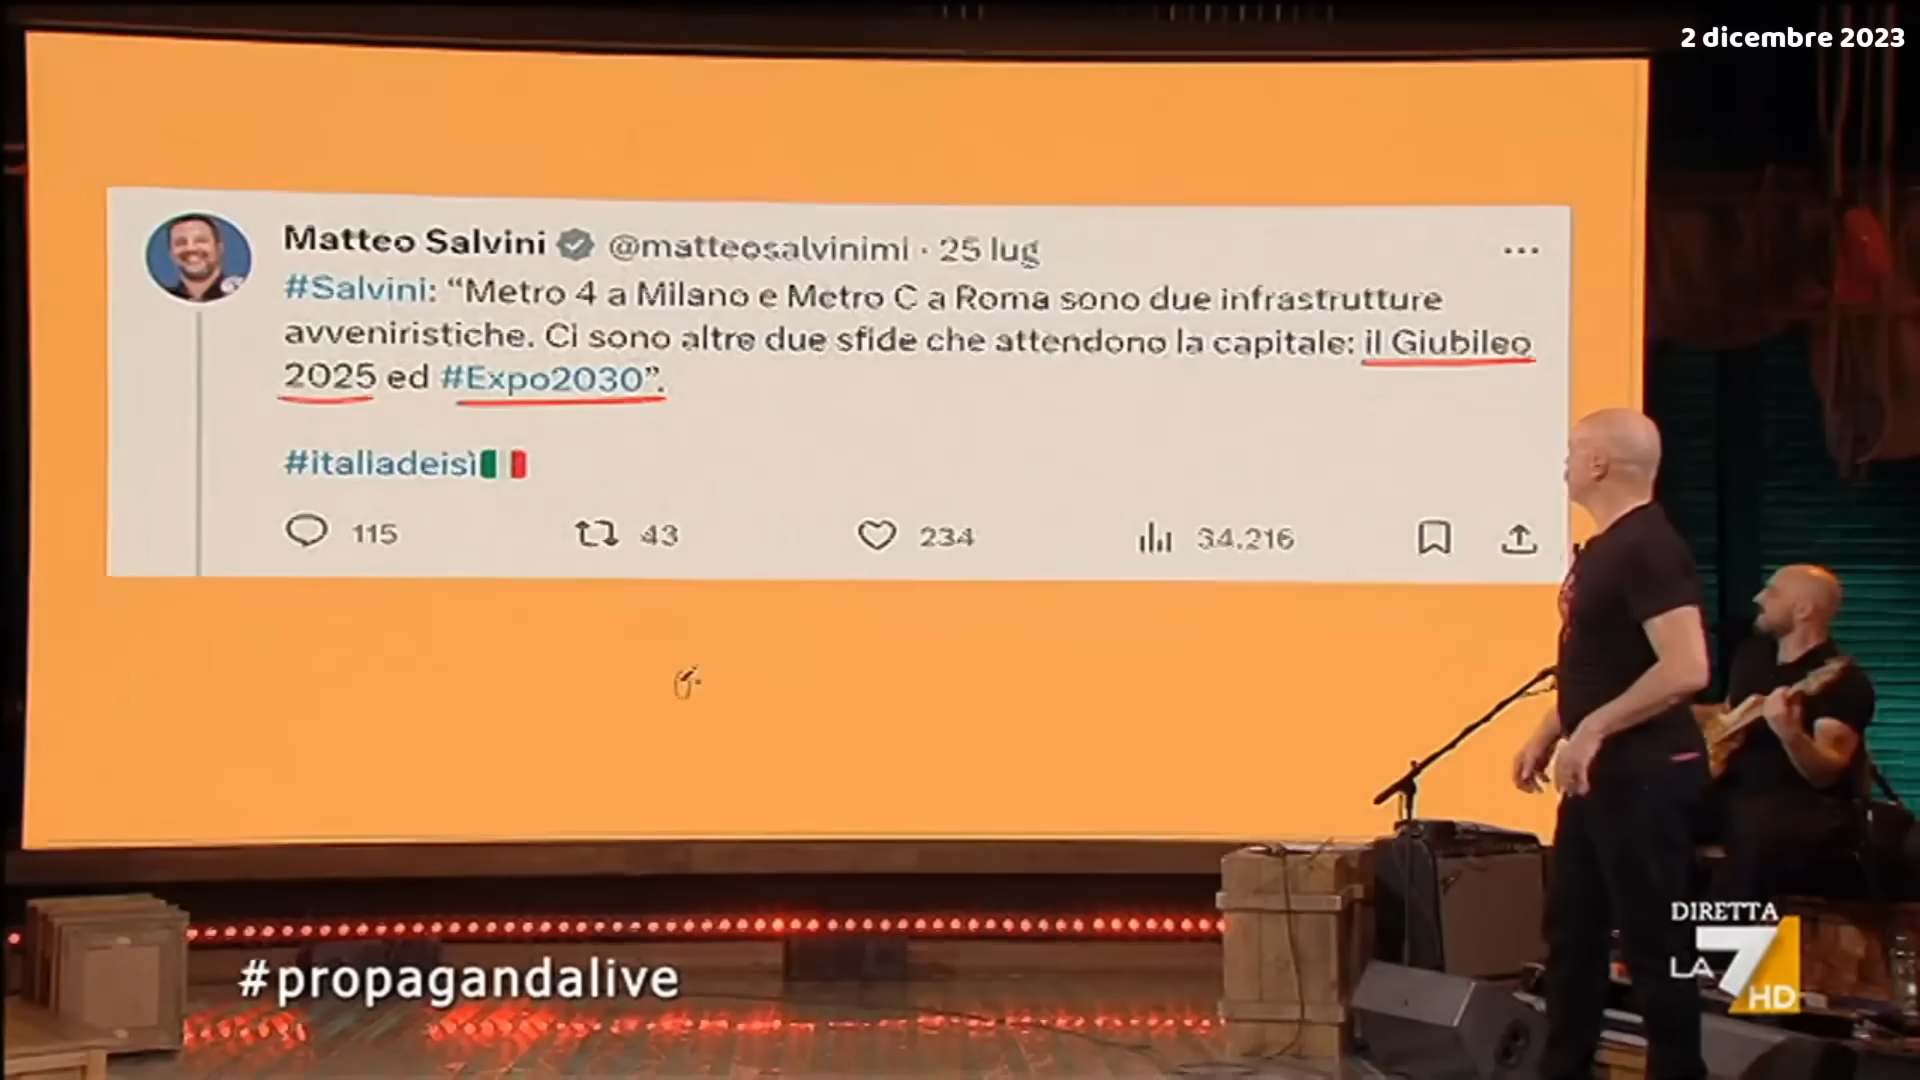 2 dicembre 2023
Matteo Salvini @matteosalvinimi · 25 lug
#Salvini: “Metro 4 a Milano e Metro C a Roma sono due infrastrutture
avveniristiche. Ci sono altre due sfide che attendono la capitale: il Giubileo
2025 ed #Expo2030”.
#italiadeisì
115 43 234 34.216
#propagandalive
DIRETTA
LA7
HD